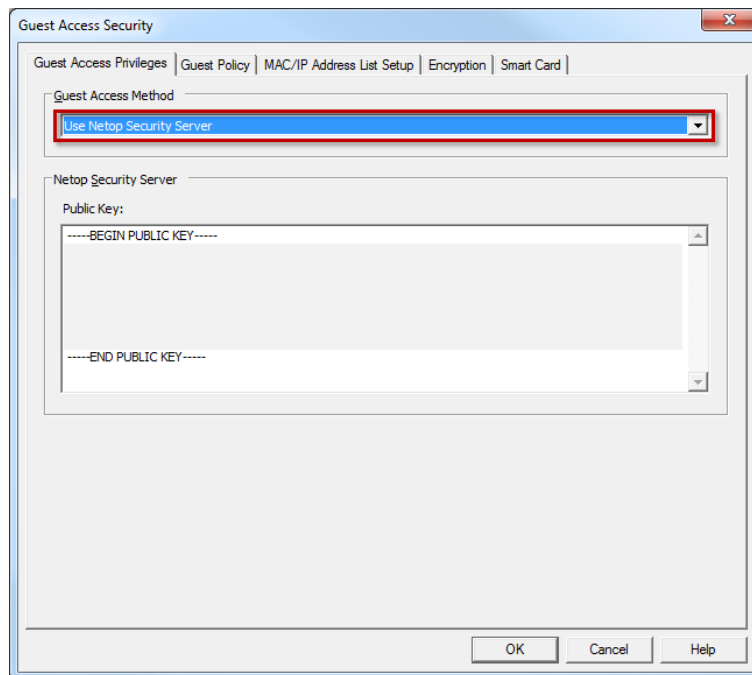 Guest Access Security
Guest Access Privileges Guest Policy MAC/IP Address List Setup Encryption Smart Card
Guest Access Method
Use Netop Security Server
Netop Security Server
Public Key:
-----BEGIN PUBLIC KEY-----
-----END PUBLIC KEY-----
OK Cancel Help